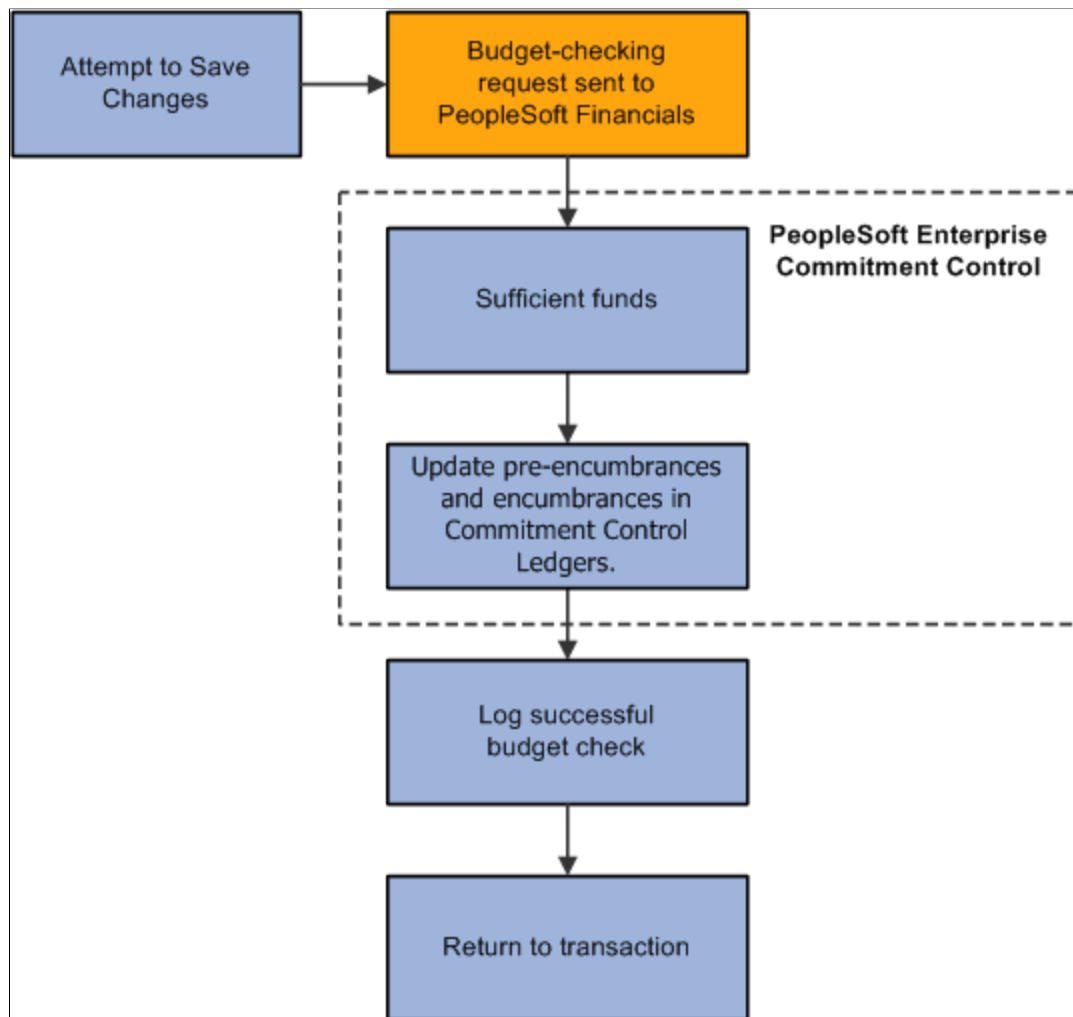 Attempt to Save
Changes
Budget-checking
request sent to
PeopleSoft Financials
PeopleSoft Enterprise
Commitment Control
Sufficient funds
Update pre-encumbrances
and encumbrances in
Commitment Control
Ledgers.
Log successful
budget check
Return to transaction